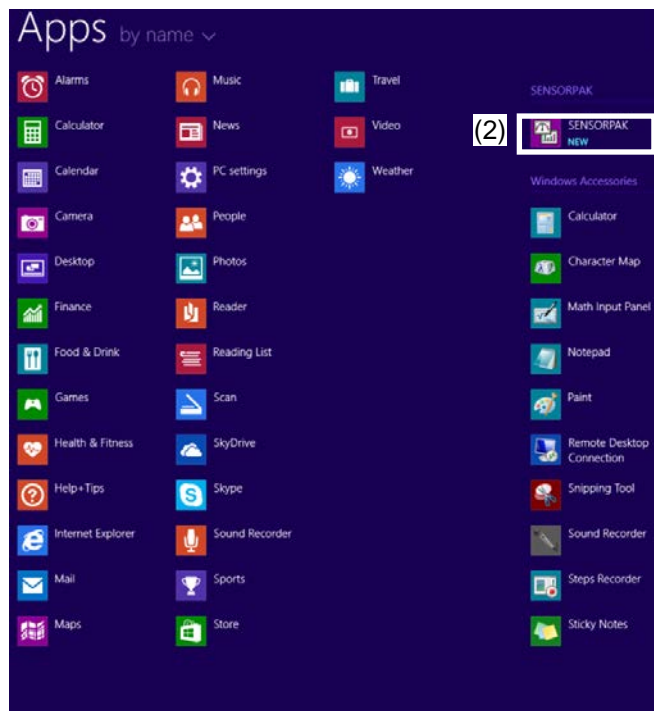 Apps by name
Alarms
Calculator
Calendar
Camera
Desktop
Finance
Food & Drink
Games
Health & Fitness
Help+Tips
Internet Explorer
Mail
Maps
Music
News
PC settings
People
Photos
Reader
Reading List
Scan
SkyDrive
Skype
Sound Recorder
Sports
Store
Travel
Video
Weather
SENSORPAK
(2)
SENSORPAK
NEW
Windows Accessories
Calculator
Character Map
Math Input Panel
Notepad
Paint
Remote Desktop
Connection
Snipping Tool
Sound Recorder
Steps Recorder
Sticky Notes